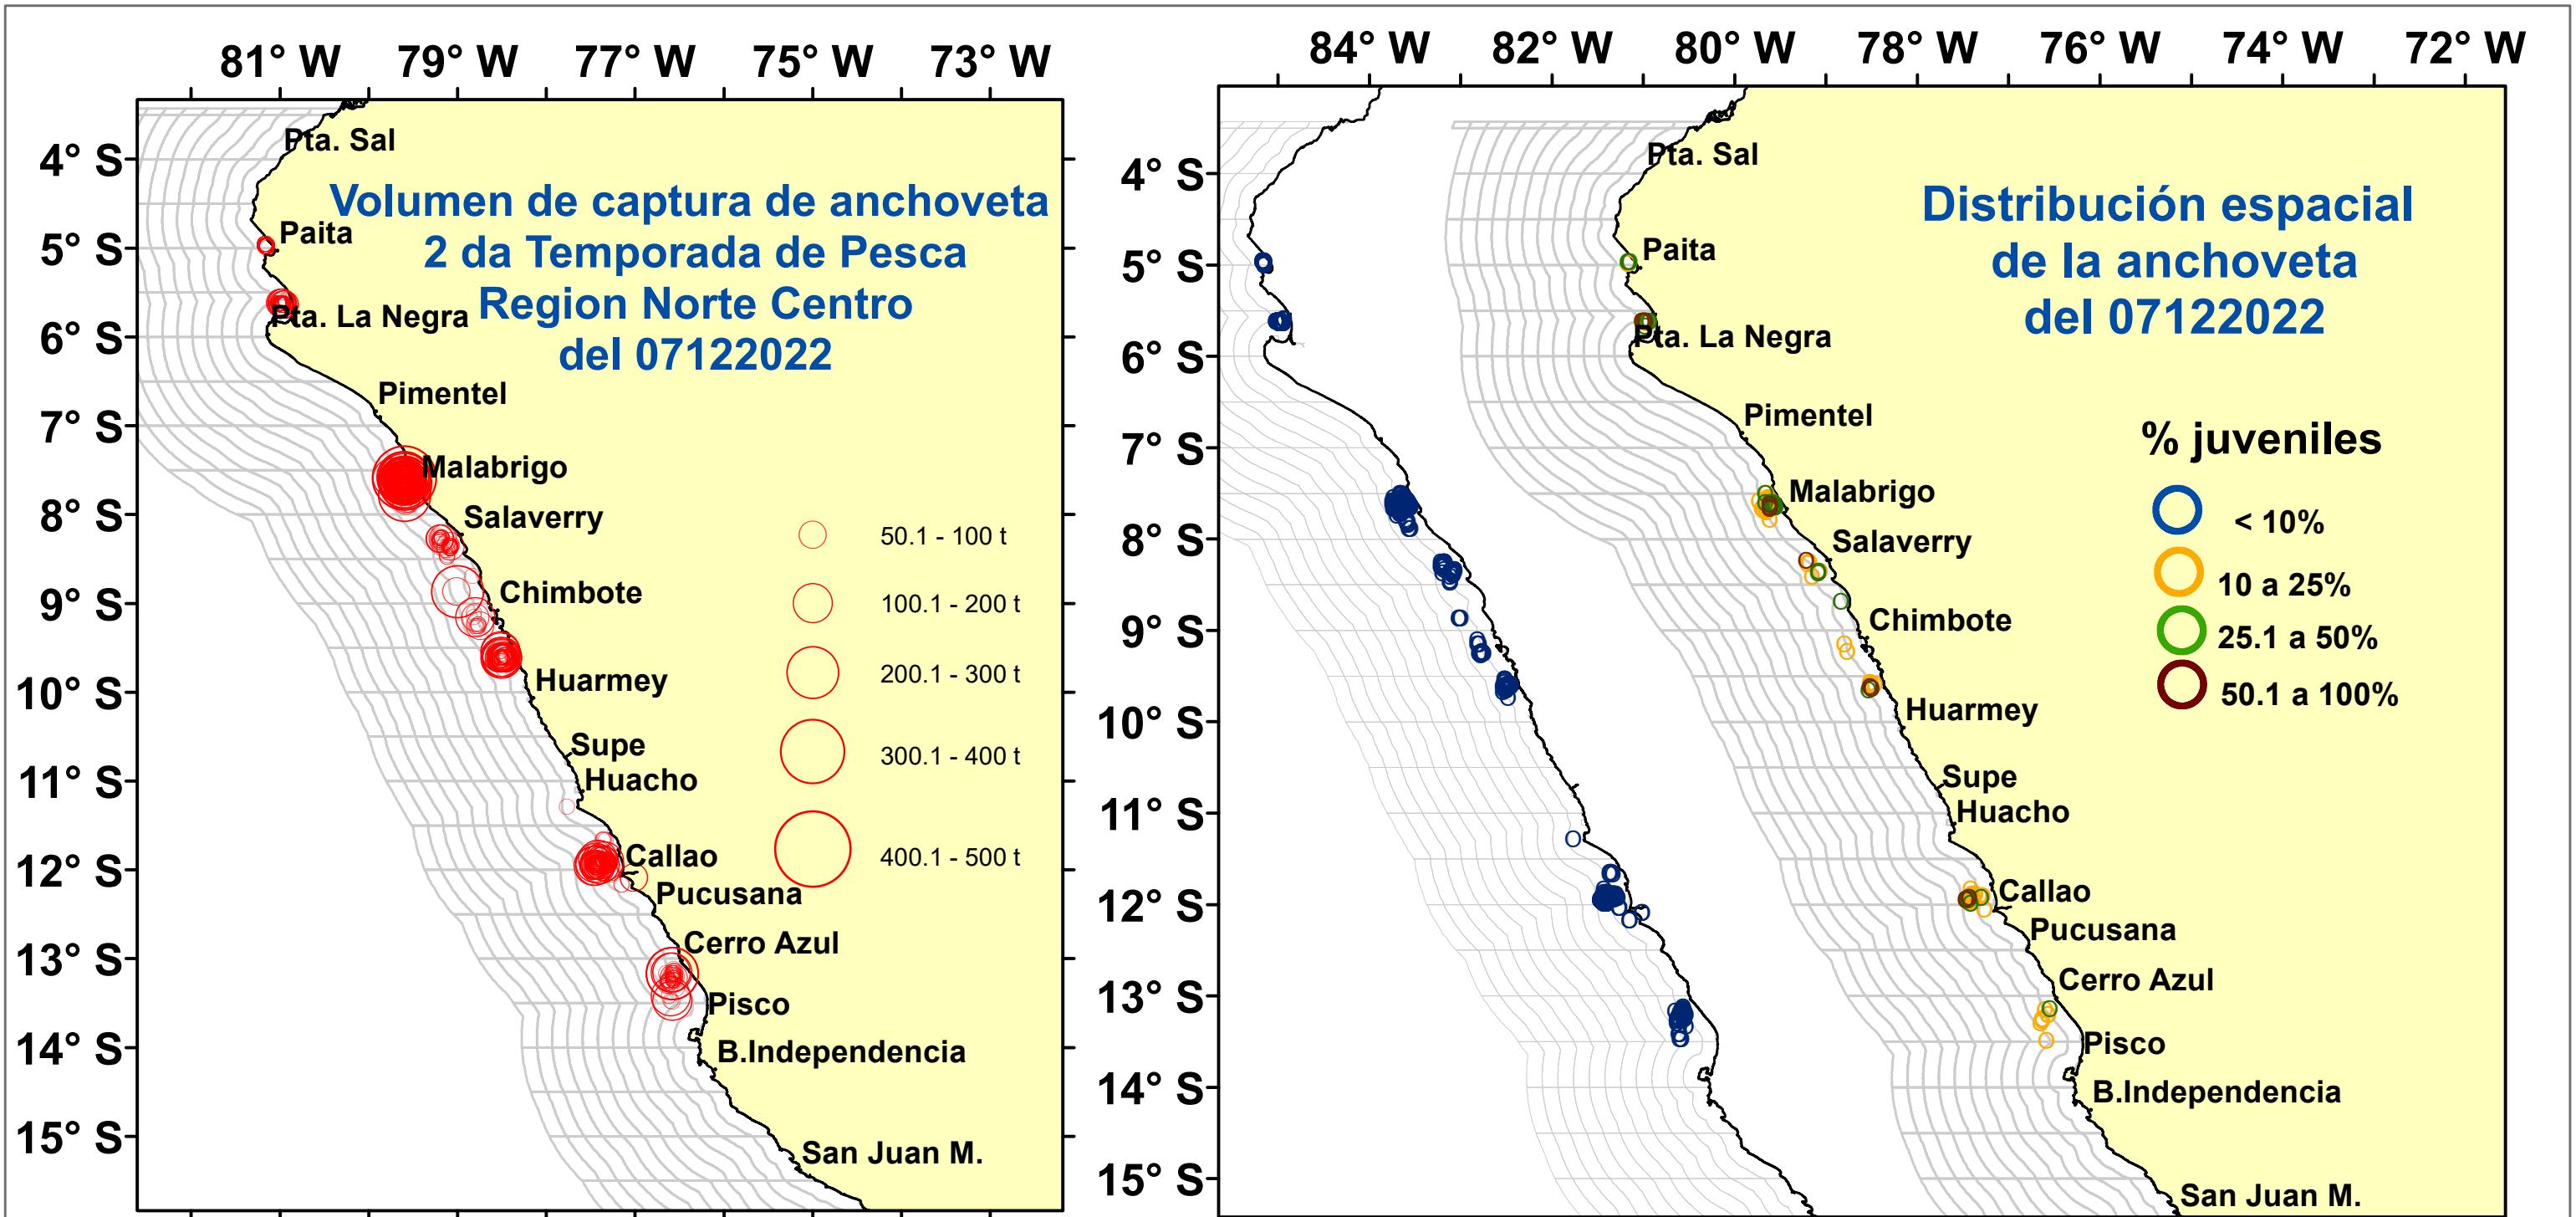 81° W 79° W 77° W 75° W 73° W
4° S
5° S
6° S
7° S
8° S
9° S
10° S
11° S
12° S
13° S
14° S
15° S
Pta. Sal
Paita
Pta. La Negra
Pimentel
Malabrigo
Salaverry
Chimbote
Huarmey
Supe
Huacho
Callao
Pucusana
Cerro Azul
Pisco
B.Independencia
San Juan M.
Volumen de captura de anchoveta
2 da Temporada de Pesca
Region Norte Centro
del 07122022
50.1 - 100 t
100.1 - 200 t
200.1 - 300 t
300.1 - 400 t
400.1 - 500 t
84° W 82° W 80° W 78° W 76° W 74° W 72° W
4° S
5° S
6° S
7° S
8° S
9° S
10° S
11° S
12° S
13° S
14° S
15° S
Pta. Sal
Paita
Pta. La Negra
Pimentel
Malabrigo
Salaverry
Chimbote
Huarmey
Supe
Huacho
Callao
Pucusana
Cerro Azul
Pisco
B.Independencia
San Juan M.
Distribución espacial
de la anchoveta
del 07122022
% juveniles
< 10%
10 a 25%
25.1 a 50%
50.1 a 100%